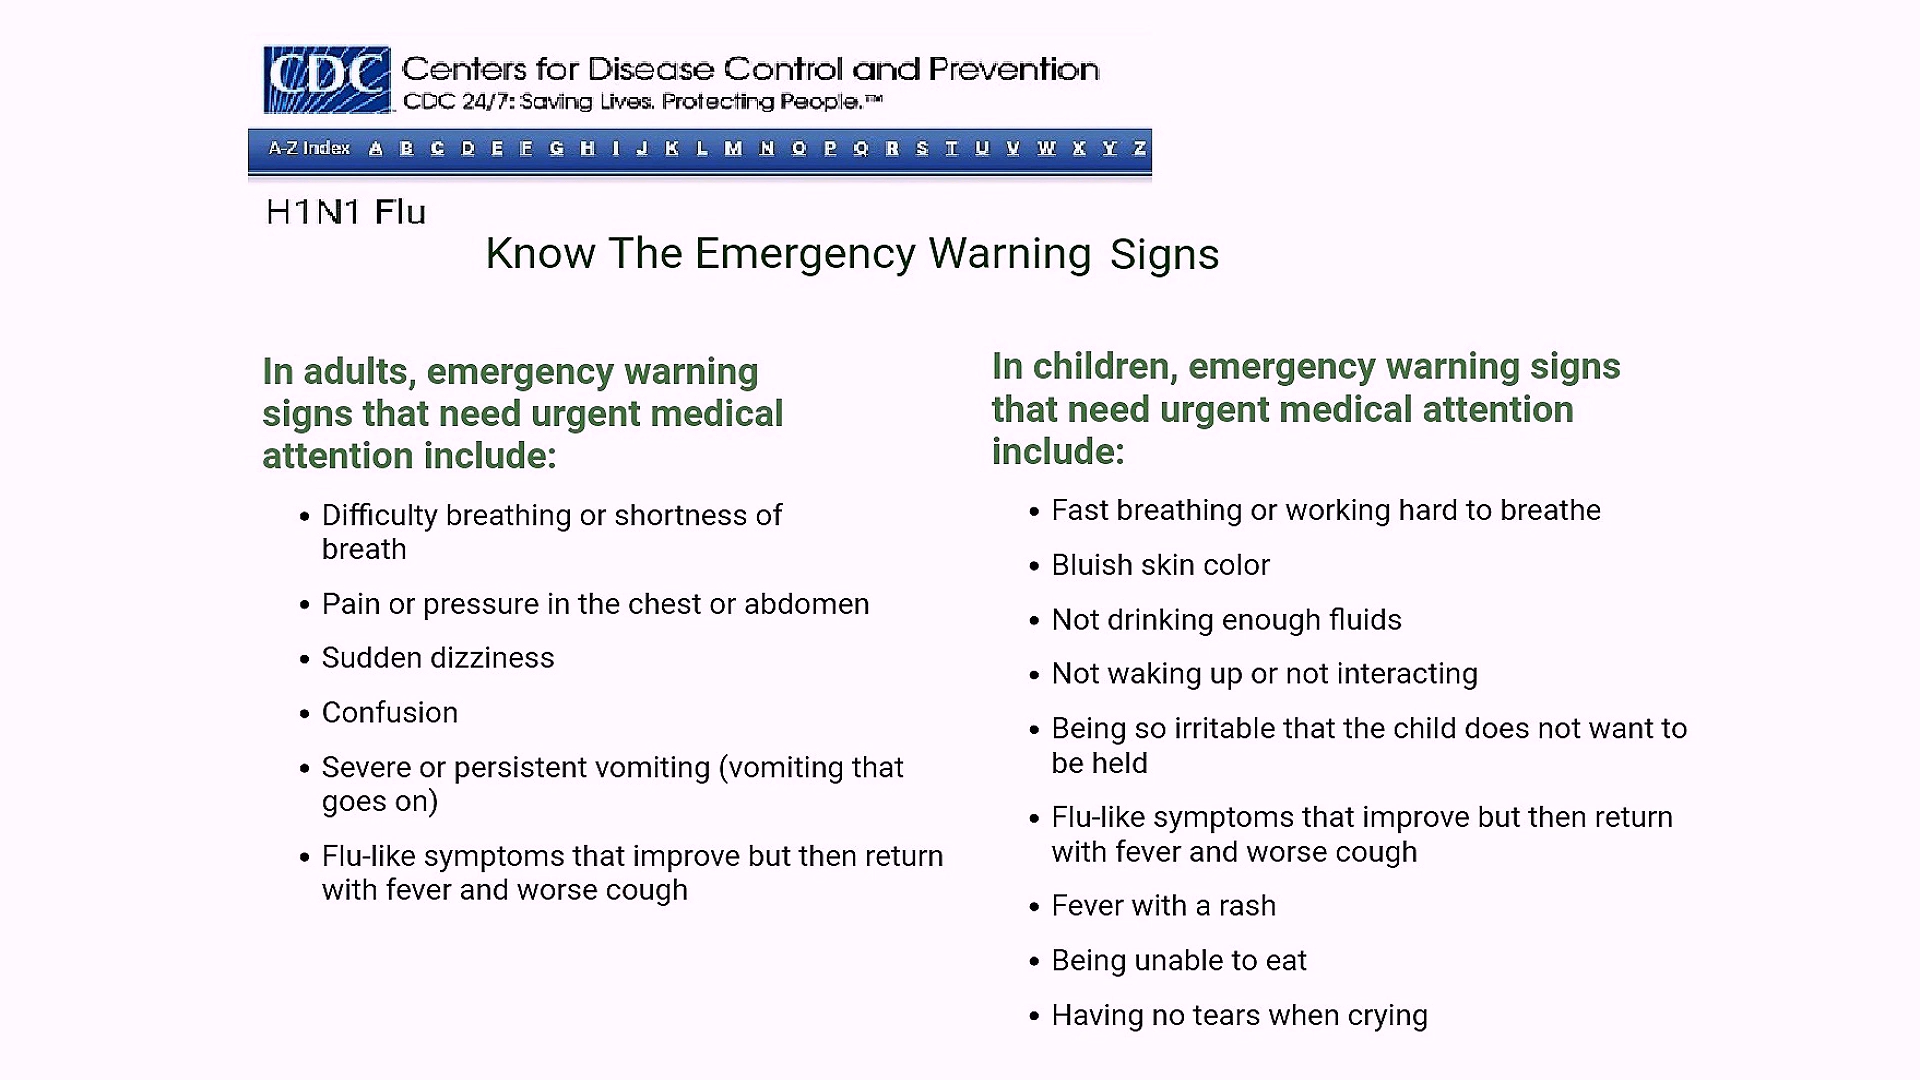 CDC Centers for Disease Control and Prevention
CDC 24/7: Saving Lives. Protecting People.™
A-Z Index A B C D E F G H I J K L M N O P Q R S T U V W X Y Z
H1N1 Flu
Know The Emergency Warning Signs
In adults, emergency warning
signs that need urgent medical
attention include:
• Difficulty breathing or shortness of
breath
• Pain or pressure in the chest or abdomen
• Sudden dizziness
• Confusion
• Severe or persistent vomiting (vomiting that
goes on)
• Flu-like symptoms that improve but then return
with fever and worse cough
In children, emergency warning signs
that need urgent medical attention
include:
• Fast breathing or working hard to breathe
• Bluish skin color
• Not drinking enough fluids
• Not waking up or not interacting
• Being so irritable that the child does not want to
be held
• Flu-like symptoms that improve but then return
with fever and worse cough
• Fever with a rash
• Being unable to eat
• Having no tears when crying